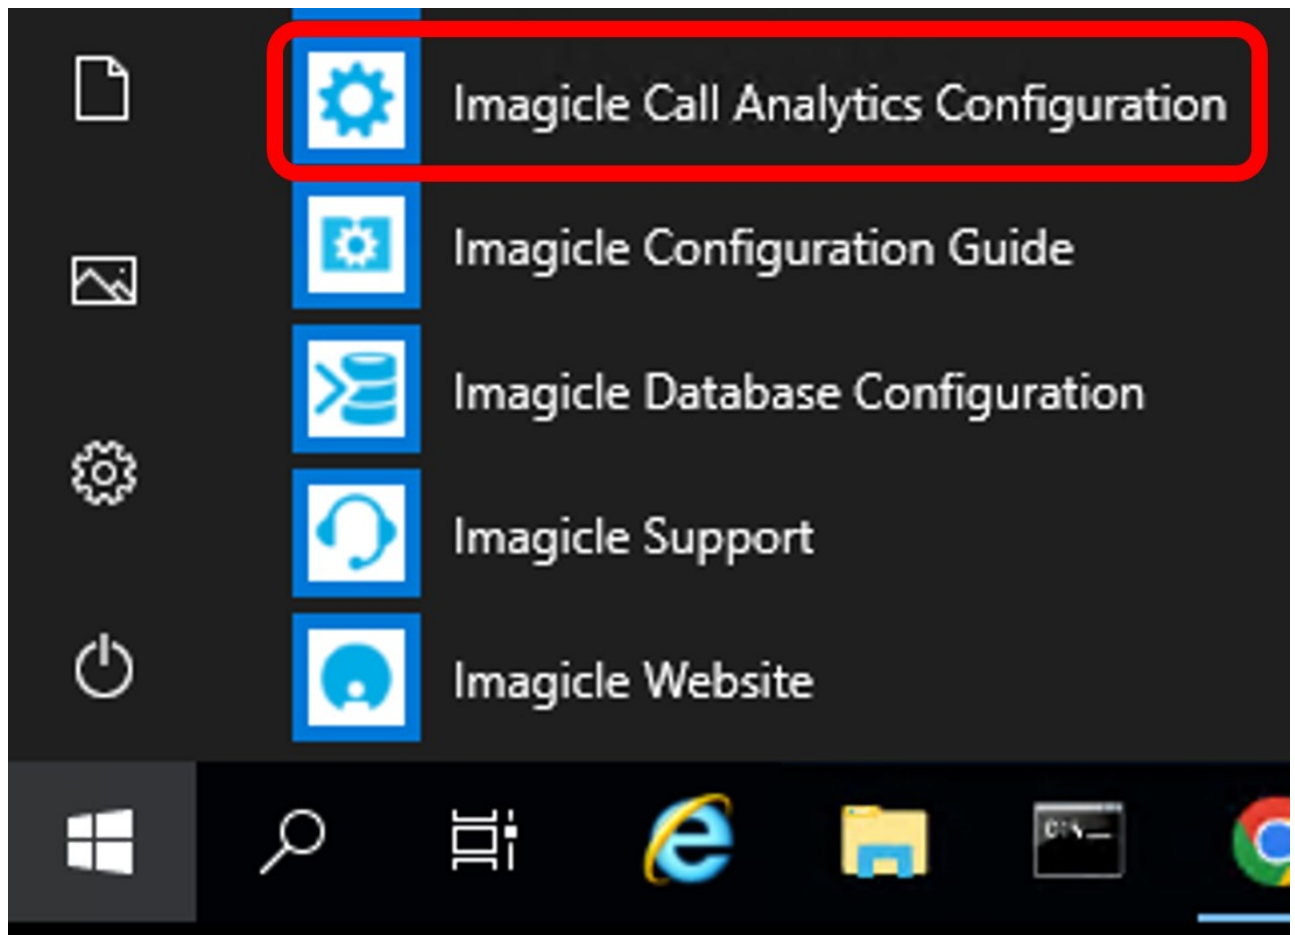 Imagicle Call Analytics Configuration
Imagicle Configuration Guide
Imagicle Database Configuration
Imagicle Support
Imagicle Website